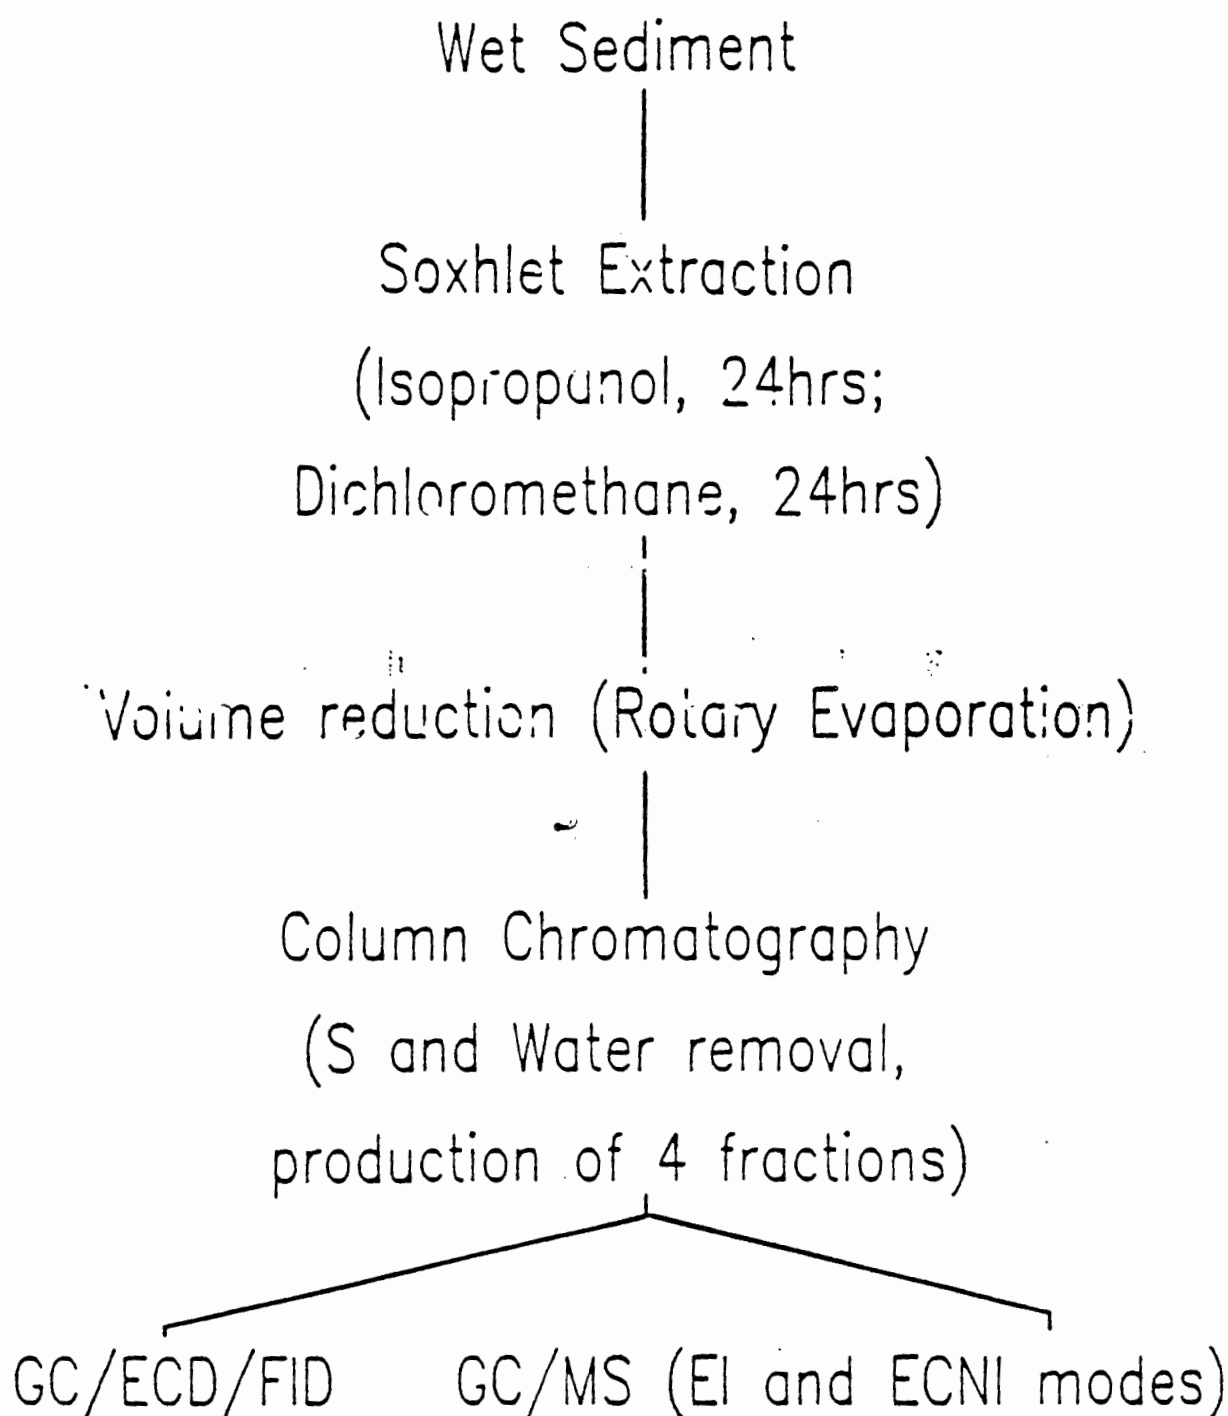 Wet Sediment
Soxhlet Extraction
(Isopropanol, 24hrs;
Dichloromethane, 24hrs)
Volume reduction (Rotary Evaporation)
Column Chromatography
(S and Water removal,
production of 4 fractions)
GC/ECD/FID GC/MS (EI and ECNI modes)